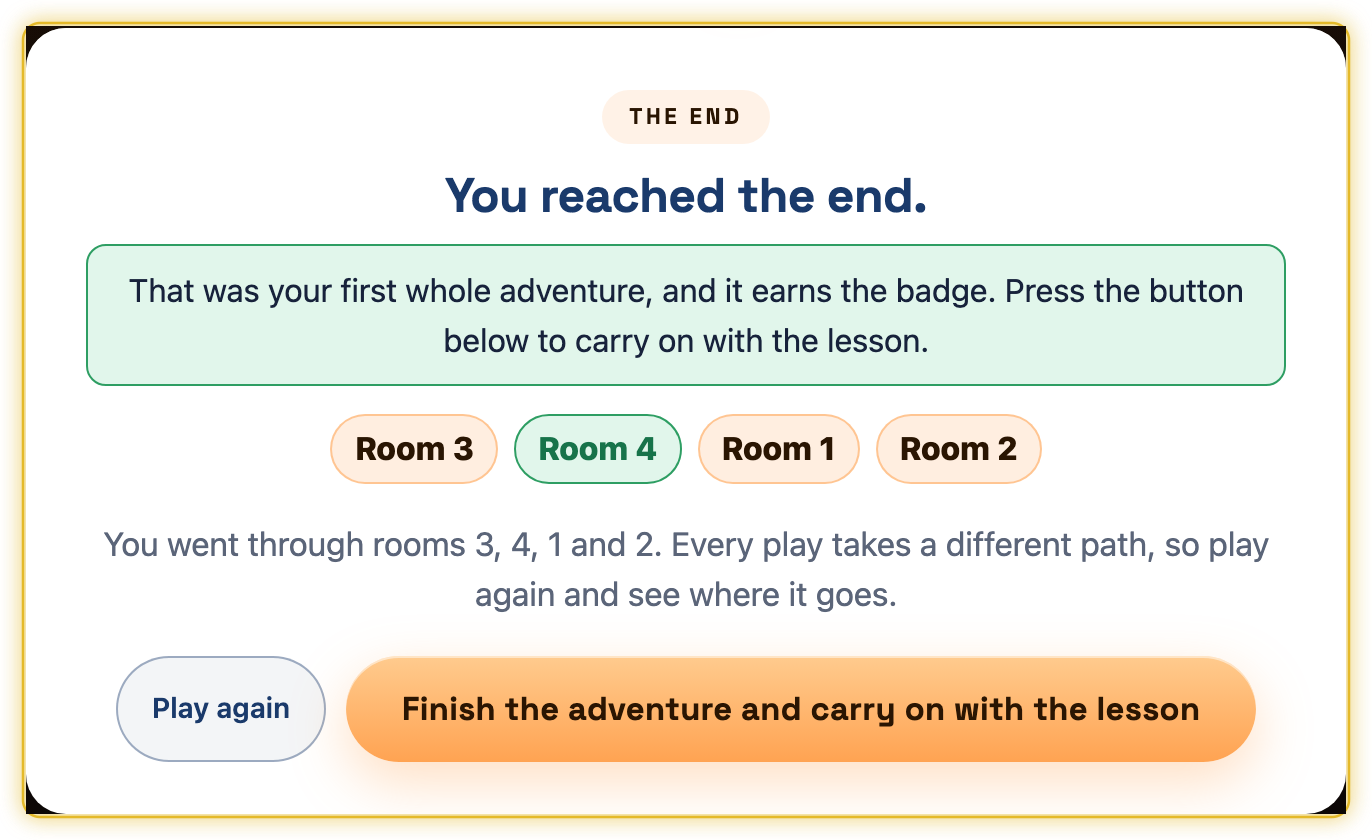 THE END
You reached the end.
That was your first whole adventure, and it earns the badge. Press the button
below to carry on with the lesson.
Room 3 Room 4 Room 1 Room 2
You went through rooms 3, 4, 1 and 2. Every play takes a different path, so play
again and see where it goes.
Play again Finish the adventure and carry on with the lesson